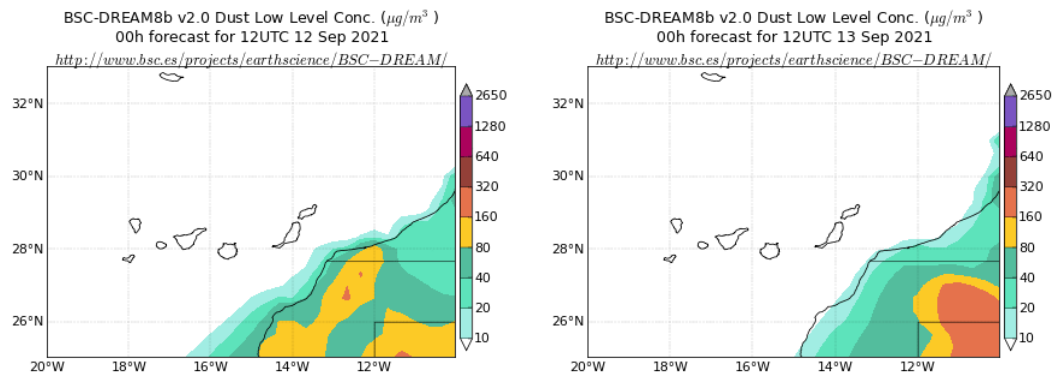 BSC-DREAM8b v2.0 Dust Low Level Conc. (μg/m³ )
00h forecast for 12UTC 12 Sep 2021
http://www.bsc.es/projects/earthscience/BSC−DREAM/
32°N
30°N
28°N
26°N
20°W 18°W 16°W 14°W 12°W
2650
1280
640
320
160
80
40
20
10
BSC-DREAM8b v2.0 Dust Low Level Conc. (μg/m³ )
00h forecast for 12UTC 13 Sep 2021
http://www.bsc.es/projects/earthscience/BSC−DREAM/
32°N
30°N
28°N
26°N
20°W 18°W 16°W 14°W 12°W
2650
1280
640
320
160
80
40
20
10